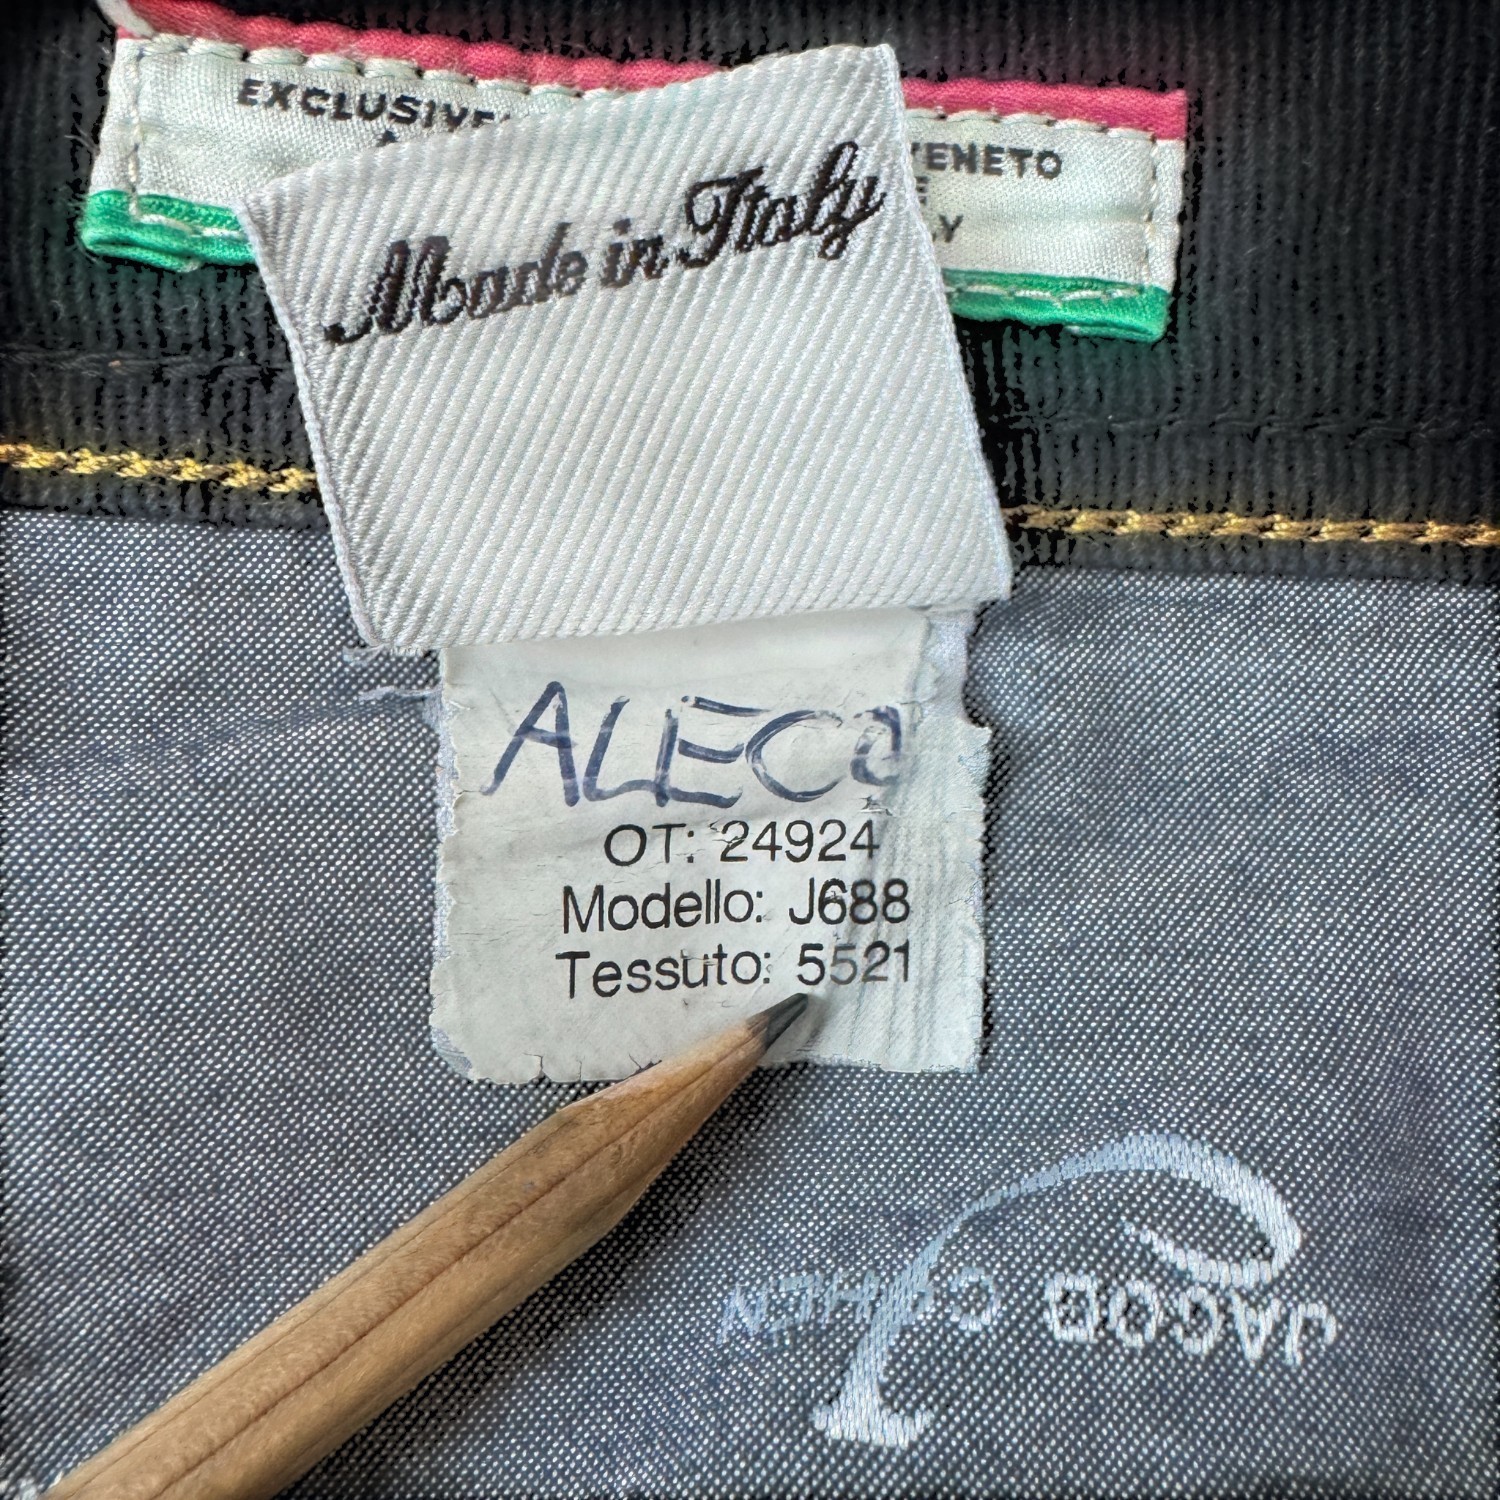 EXCLUSIVE
VENETO
Made in Italy
ALECO
OT: 24924
Modello: J688
Tessuto: 5521
JACOB COHEN